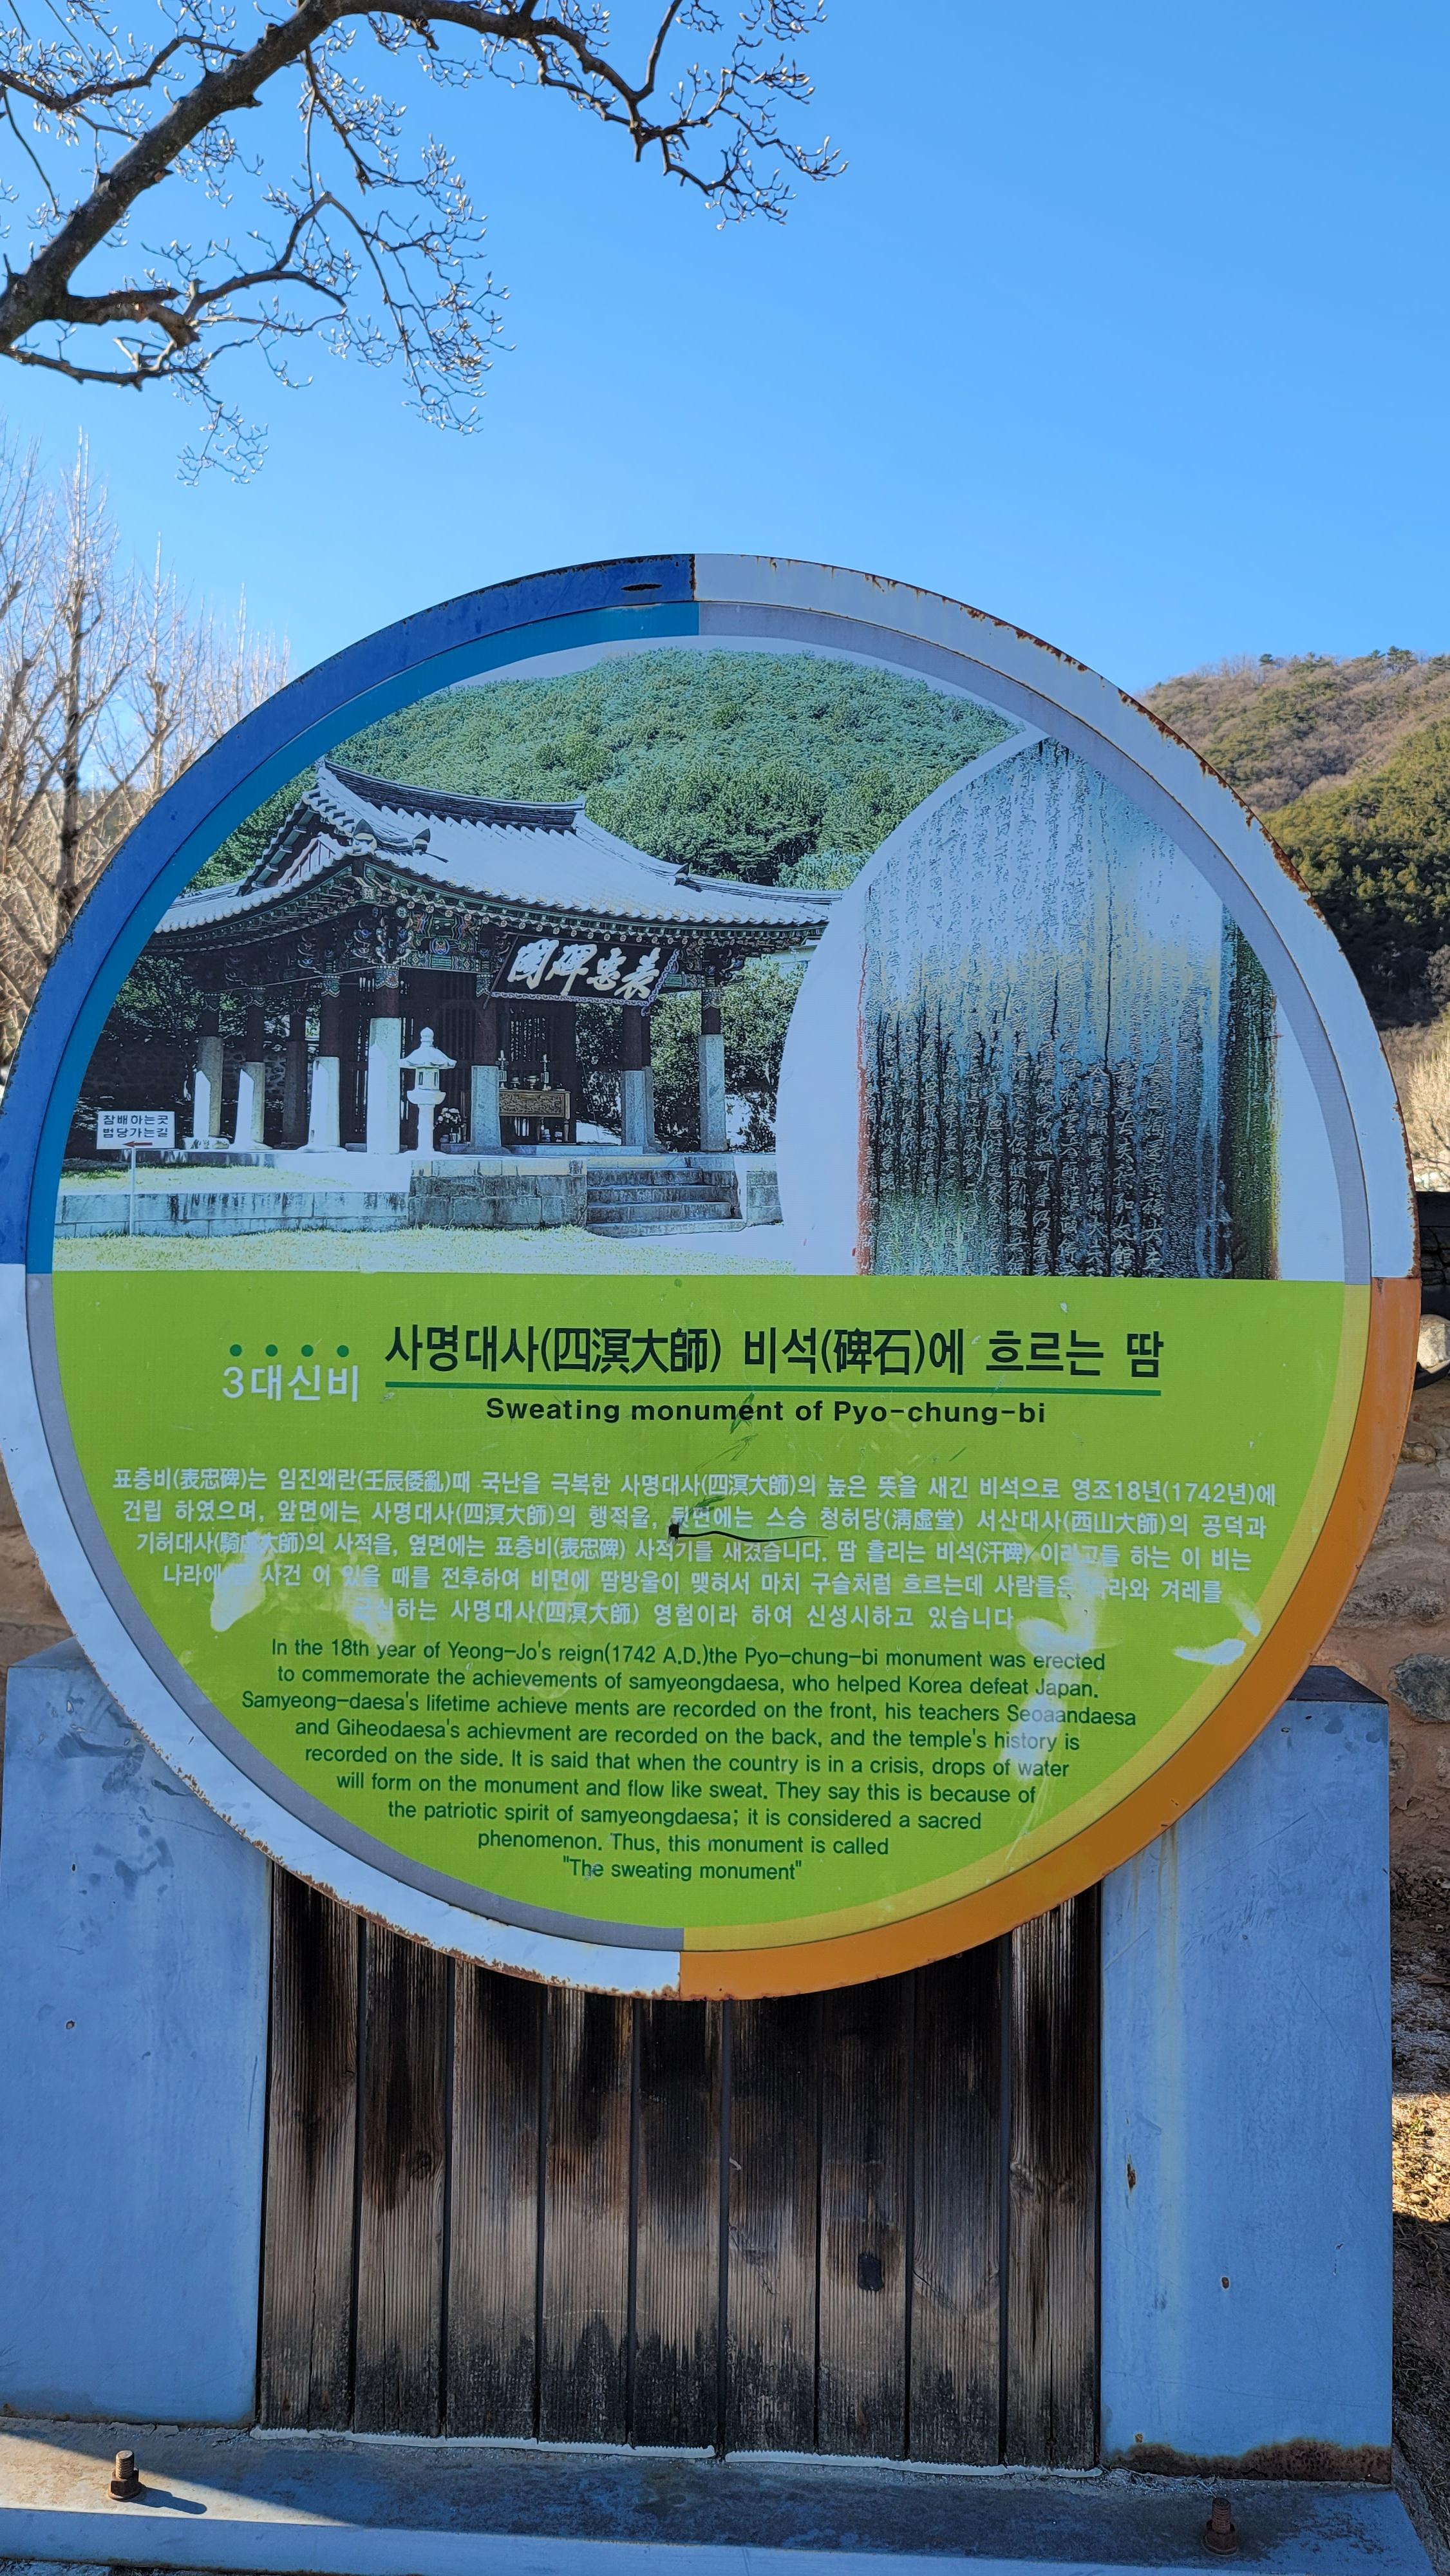 表忠碑閣
참배하는곳
법당가는길
3대신비
사명대사(四溟大師) 비석(碑石)에 흐르는 땀
Sweating monument of Pyo-chung-bi
표충비(表忠碑)는 임진왜란(壬辰倭亂)때 국난을 극복한 사명대사(四溟大師)의 높은 뜻을 새긴 비석으로 영조18년(1742년)에
건립 하였으며, 앞면에는 사명대사(四溟大師)의 행적을, 뒷면에는 스승 청허당(淸虛堂) 서산대사(西山大師)의 공덕과
기허대사(騎虛大師)의 사적을, 옆면에는 표충비(表忠碑) 사적기를 새겼습니다. 땀 흘리는 비석(汗碑) 이라고들 하는 이 비는
나라에 사건 이 있을 때를 전후하여 비면에 땀방울이 맺혀서 마치 구슬처럼 흐르는데 사람들은 겨레를
사명대사(四溟大師) 영험이라 하여 신성시하고 있습니다
In the 18th year of Yeong-Jo's reign(1742 A.D.)the Pyo-chung-bi monument was erected
to commemorate the achievements of samyeongdaesa, who helped Korea defeat Japan.
Samyeong-daesa's lifetime achieve ments are recorded on the front, his teachers Seoaandaesa
and Giheodaesa's achievment are recorded on the back, and the temple's history is
recorded on the side. It is said that when the country is in a crisis, drops of water
will form on the monument and flow like sweat. They say this is because of
the patriotic spirit of samyeongdaesa; it is considered a sacred
phenomenon. Thus, this monument is called
"The sweating monument"